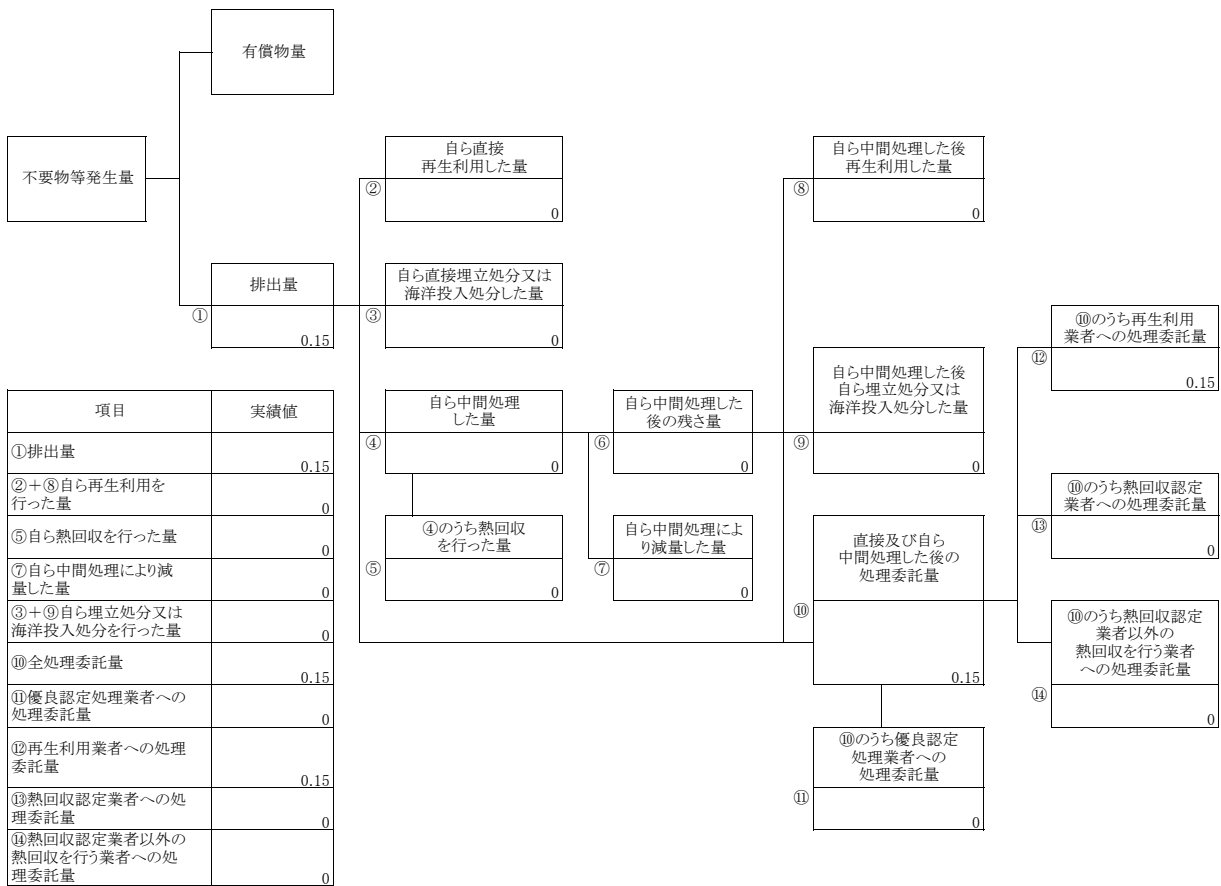 有償物量
不要物等発生量
排出量
①
0.15
自ら直接
再生利用した量
②
0
自ら直接埋立処分又は
海洋投入処分した量
③
0
自ら中間処理
した量
④
0
④のうち熱回収
を行った量
⑤
0
自ら中間処理した
後の残さ量
⑥
0
自ら中間処理によ
り減量した量
⑦
0
自ら中間処理した後
再生利用した量
⑧
0
自ら中間処理した後
自ら埋立処分又は
海洋投入処分した量
⑨
0
直接及び自ら
中間処理した後の
処理委託量
⑩
0.15
⑩のうち優良認定
処理業者への
処理委託量
⑪
0
⑩のうち再生利用
業者への処理委託量
⑫
0.15
⑩のうち熱回収認定
業者への処理委託量
⑬
0
⑩のうち熱回収認定
業者以外の
熱回収を行う業者
への処理委託量
⑭
0
項目 実績値
①排出量
0.15
②+⑧自ら再生利用を
行った量
0
⑤自ら熱回収を行った量
0
⑦自ら中間処理により減
量した量
0
③+⑨自ら埋立処分又は
海洋投入処分を行った量
0
⑩全処理委託量
0.15
⑪優良認定処理業者への
処理委託量
0
⑫再生利用業者への処理
委託量
0.15
⑬熱回収認定業者への処
理委託量
0
⑭熱回収認定業者以外の
熱回収を行う業者への処
理委託量
0